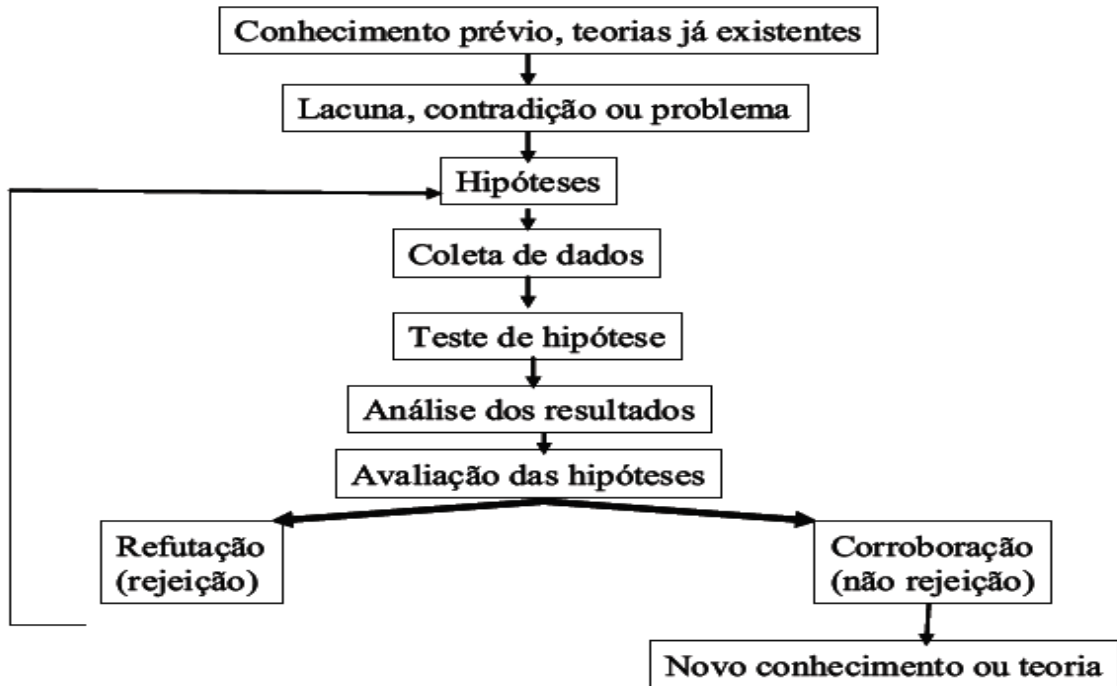 Conhecimento prévio, teorias já existentes
Lacuna, contradição ou problema
Hipóteses
Coleta de dados
Teste de hipótese
Análise dos resultados
Avaliação das hipóteses
Refutação
(rejeição)
Corroboração
(não rejeição)
Novo conhecimento ou teoria